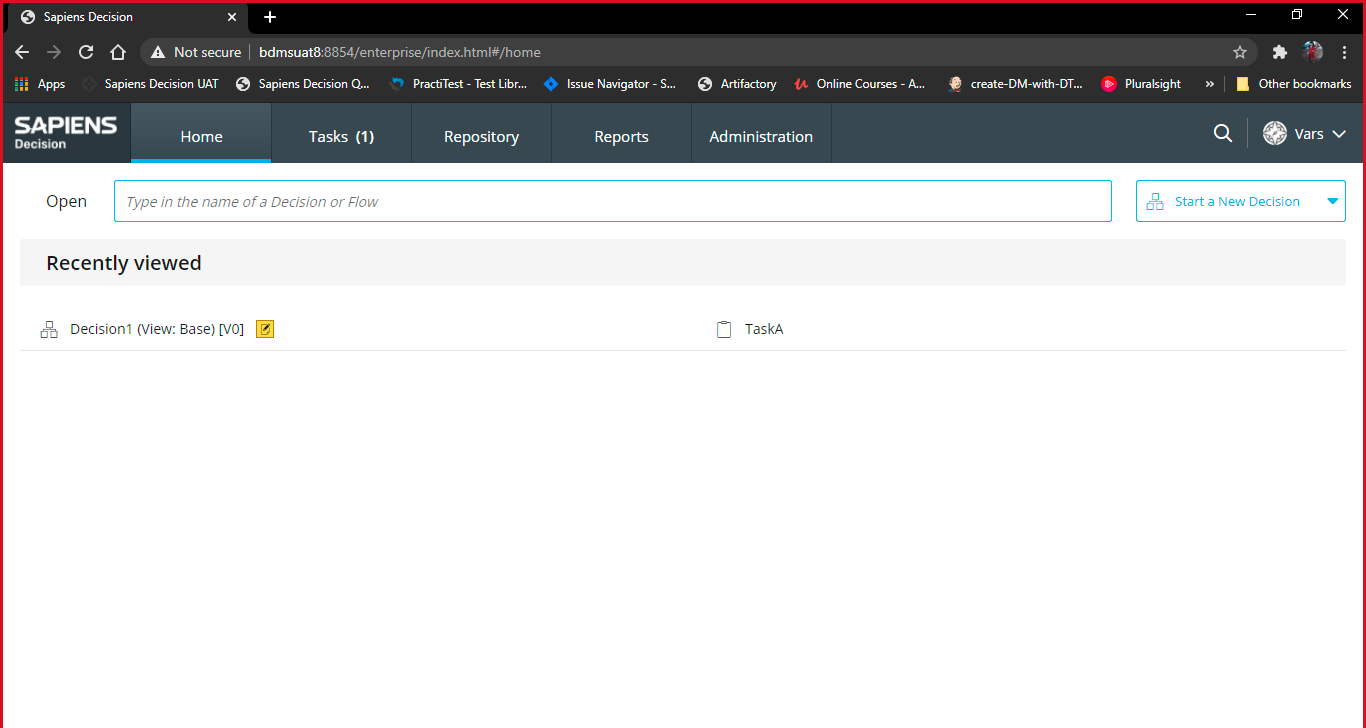 Sapiens Decision
Not secure bdmsuat8:8854/enterprise/index.html#/home
Apps Sapiens Decision UAT Sapiens Decision Q... PractiTest - Test Libr... Issue Navigator - S... Artifactory Online Courses - A... create-DM-with-DT... Pluralsight » Other bookmarks
SAPIENS
Decision
Home Tasks (1) Repository Reports Administration Vars
Open Type in the name of a Decision or Flow Start a New Decision
Recently viewed
Decision1 (View: Base) [V0] TaskA